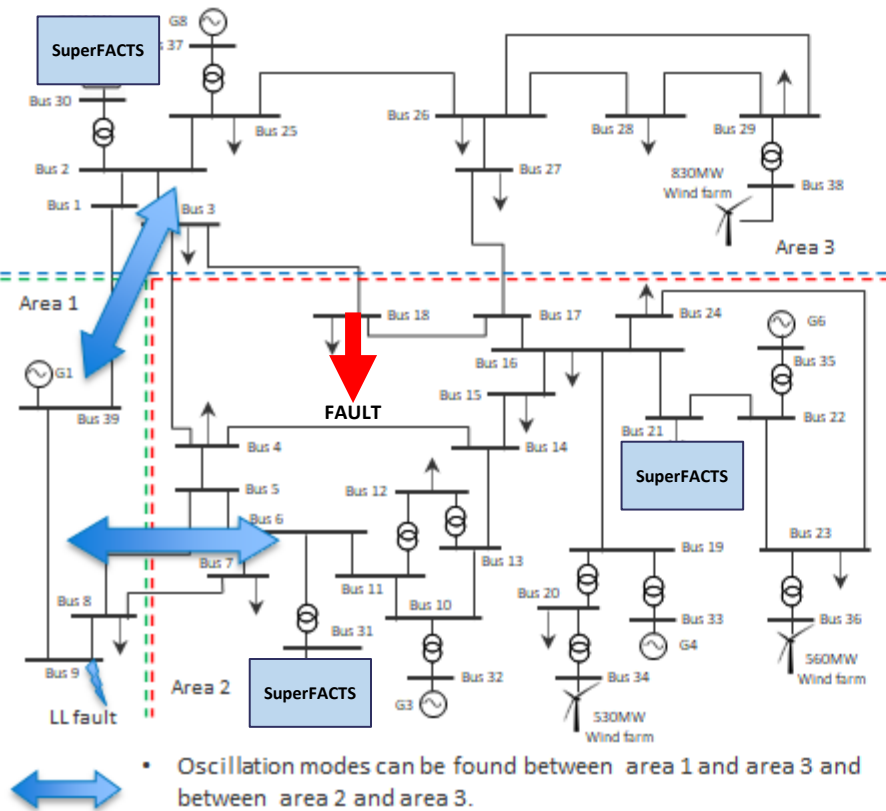 G8
SuperFACTS
us 37
Bus 30
Bus 25
Bus 26
Bus 28
Bus 29
Bus 2
Bus 27
830MW
Wind farm
Bus 38
Bus 1
Bus 3
Area 3
Area 1
Bus 18
Bus 17
Bus 24
G6
Bus 16
Bus 35
G1
Bus 15
FAULT
Bus 39
Bus 21
Bus 22
Bus 4
Bus 14
SuperFACTS
Bus 5
Bus 12
Bus 6
Bus 23
Bus 13
Bus 19
Bus 7
Bus 11
Bus 20
Bus 8
Bus 10
Bus 31
Bus 33
Bus 36
G4
Bus 9
Area 2
SuperFACTS
Bus 32
Bus 34
560MW
Wind farm
G3
LL fault
530MW
Wind farm
• Oscillation modes can be found between area 1 and area 3 and
between area 2 and area 3.